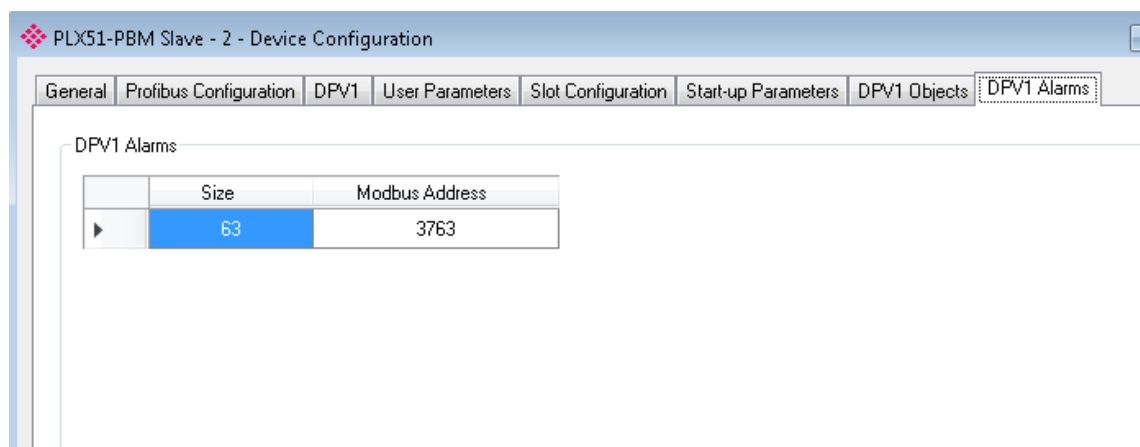 PLX51-PBM Slave - 2 - Device Configuration
General Profibus Configuration DPV1 User Parameters Slot Configuration Start-up Parameters DPV1 Objects DPV1 Alarms
DPV1 Alarms
Size Modbus Address
63 3763